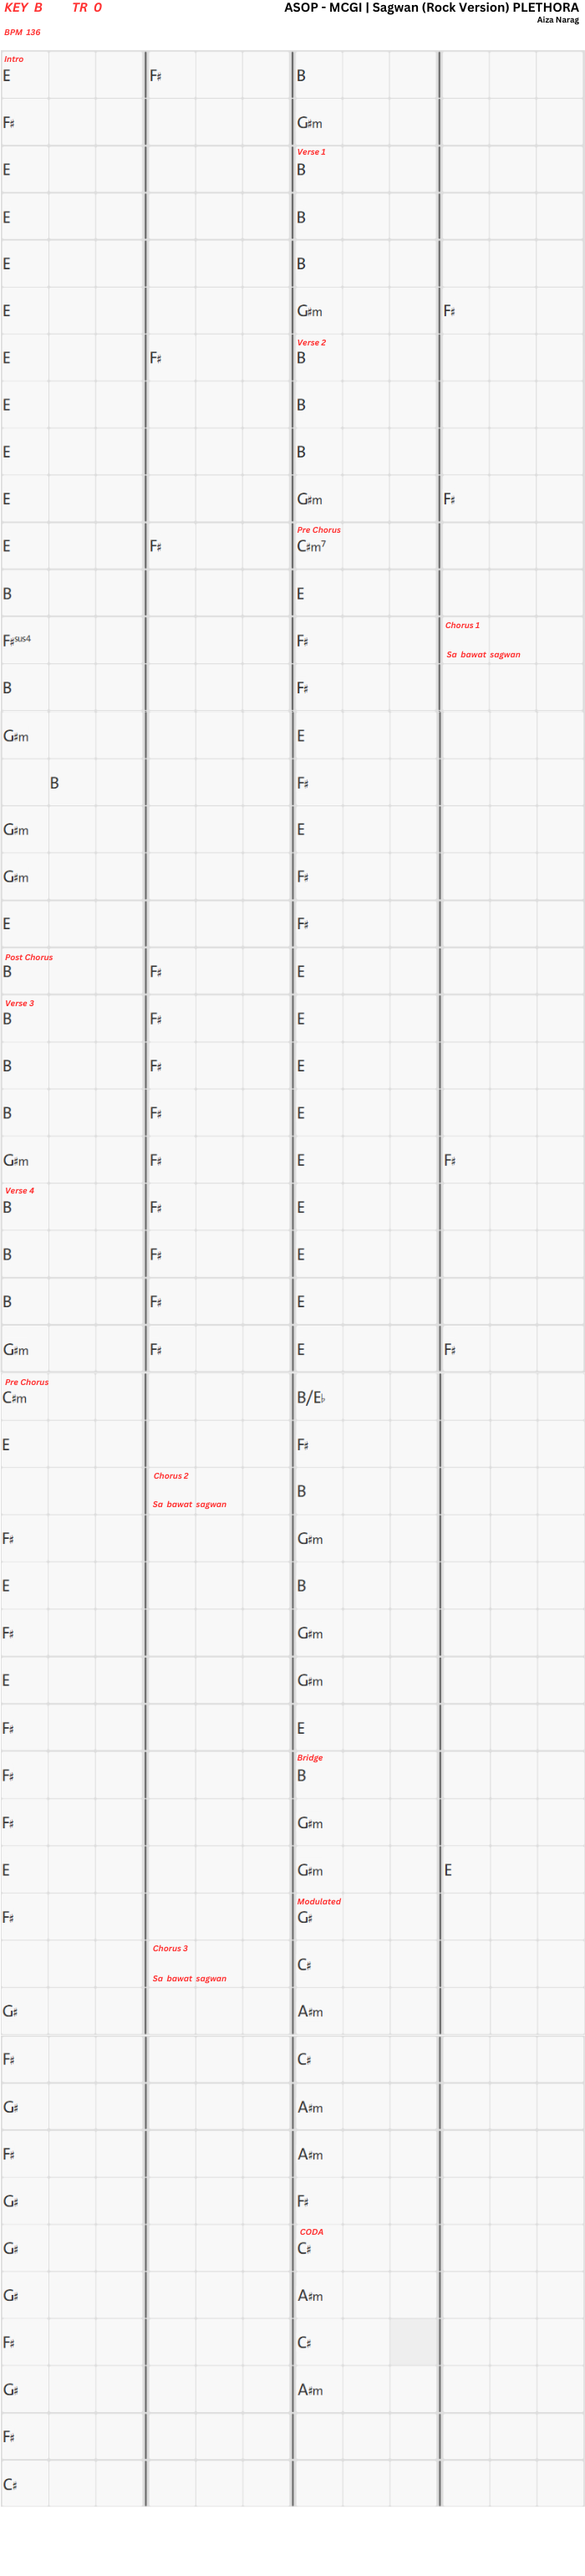 KEY B TR 0 ASOP - MCGI | Sagwan (Rock Version) PLETHORA
Aiza Narag
BPM 136
Intro
E F♯ B
F♯ G♯m
Verse 1
E B
E B
E B
E G♯m F♯
Verse 2
E F♯ B
E B
E B
E G♯m F♯
Pre Chorus
E F♯ C♯m7
B E
Chorus 1
F♯sus4 F♯
Sa bawat sagwan
B F♯
G♯m E
B F♯
G♯m E
G♯m F♯
E F♯
Post Chorus
B F♯ E
Verse 3
B F♯ E
B F♯ E
B F♯ E
G♯m F♯ E F♯
Verse 4
B F♯ E
B F♯ E
B F♯ E
G♯m F♯ E F♯
Pre Chorus
C♯m B/E♭
E F♯
Chorus 2
B
Sa bawat sagwan
F♯ G♯m
E B
F♯ G♯m
E G♯m
F♯ E
Bridge
F♯ B
F♯ G♯m
E G♯m E
Modulated
F♯ G♯
Chorus 3
C♯
Sa bawat sagwan
G♯ A♯m
F♯ C♯
G♯ A♯m
F♯ A♯m
G♯ F♯
CODA
G♯ C♯
G♯ A♯m
F♯ C♯
G♯ A♯m
F♯
C♯